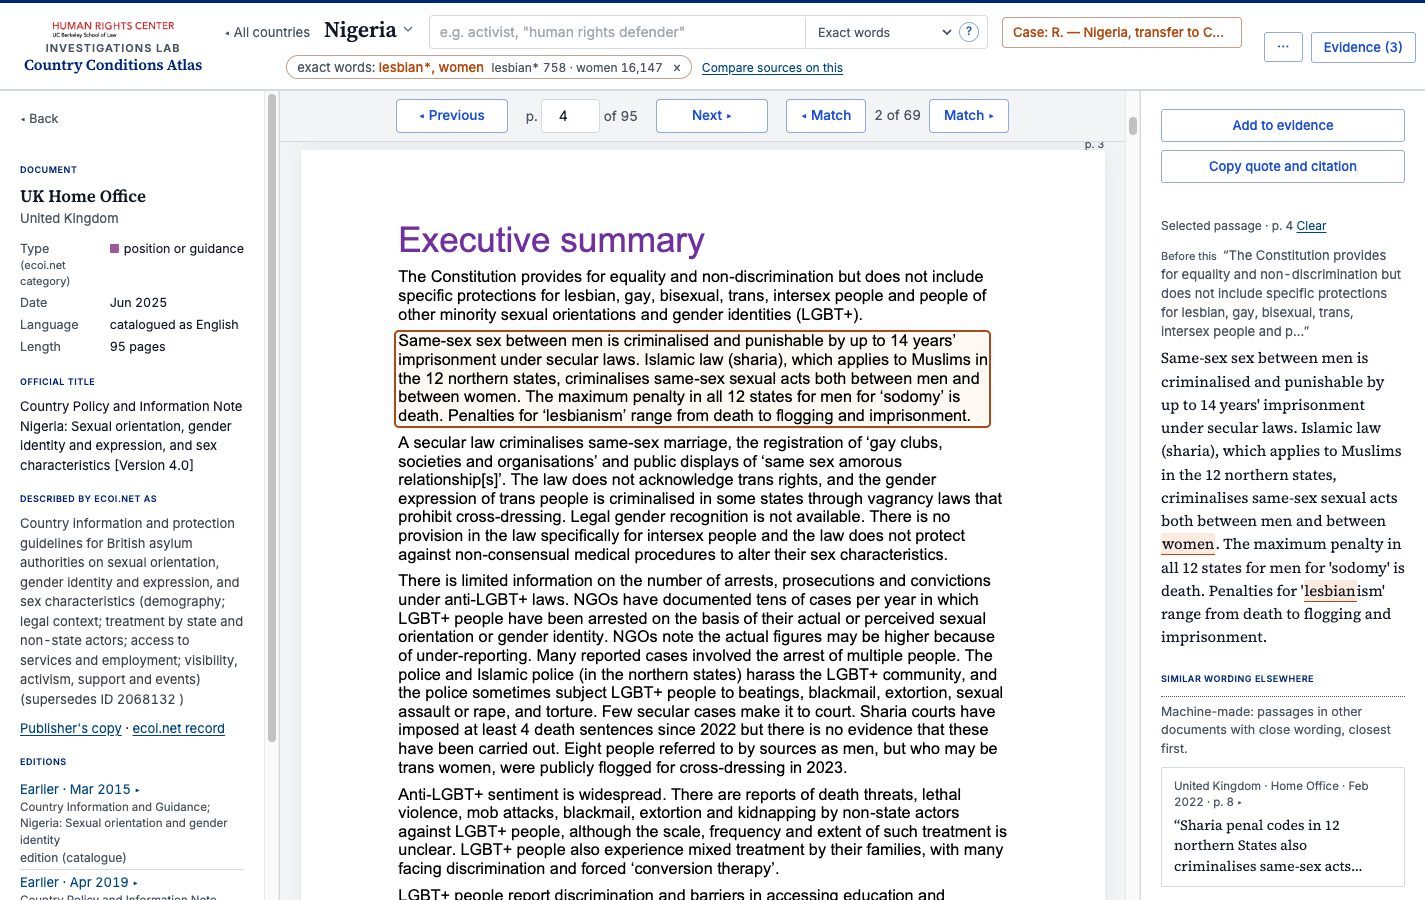 HUMAN RIGHTS CENTER
UC Berkeley School of Law
INVESTIGATIONS LAB
Country Conditions Atlas
◂ All countries
Nigeria
e.g. activist, "human rights defender"
Exact words
?
Case: R. — Nigeria, transfer to C...
...
Evidence (3)
exact words: lesbian*, women lesbian* 758 · women 16,147 ×
Compare sources on this
◂ Back
DOCUMENT
UK Home Office
United Kingdom
Type
(ecoi.net
category)
position or guidance
Date Jun 2025
Language catalogued as English
Length 95 pages
OFFICIAL TITLE
Country Policy and Information Note
Nigeria: Sexual orientation, gender
identity and expression, and sex
characteristics [Version 4.0]
DESCRIBED BY ECOI.NET AS
Country information and protection
guidelines for British asylum
authorities on sexual orientation,
gender identity and expression, and
sex characteristics (demography;
legal context; treatment by state and
non-state actors; access to
services and employment; visibility,
activism, support and events)
(supersedes ID 2068132 )
Publisher's copy · ecoi.net record
EDITIONS
Earlier · Mar 2015 ▸
Country Information and Guidance;
Nigeria: Sexual orientation and gender
identity
edition (catalogue)
Earlier · Apr 2019 ▸
Country Policy and Information Note
◂ Previous
p. 4 of 95
Next ▸
◂ Match
2 of 69
Match ▸
p. 3
Executive summary
The Constitution provides for equality and non-discrimination but does not include
specific protections for lesbian, gay, bisexual, trans, intersex people and people of
other minority sexual orientations and gender identities (LGBT+).
Same-sex sex between men is criminalised and punishable by up to 14 years’
imprisonment under secular laws. Islamic law (sharia), which applies to Muslims in
the 12 northern states, criminalises same-sex sexual acts both between men and
between women. The maximum penalty in all 12 states for men for ‘sodomy’ is
death. Penalties for ‘lesbianism’ range from death to flogging and imprisonment.
A secular law criminalises same-sex marriage, the registration of ‘gay clubs,
societies and organisations’ and public displays of ‘same sex amorous
relationship[s]’. The law does not acknowledge trans rights, and the gender
expression of trans people is criminalised in some states through vagrancy laws that
prohibit cross-dressing. Legal gender recognition is not available. There is no
provision in the law specifically for intersex people and the law does not protect
against non-consensual medical procedures to alter their sex characteristics.
There is limited information on the number of arrests, prosecutions and convictions
under anti-LGBT+ laws. NGOs have documented tens of cases per year in which
LGBT+ people have been arrested on the basis of their actual or perceived sexual
orientation or gender identity. NGOs note the actual figures may be higher because
of under-reporting. Many reported cases involved the arrest of multiple people. The
police and Islamic police (in the northern states) harass the LGBT+ community, and
the police sometimes subject LGBT+ people to beatings, blackmail, extortion, sexual
assault or rape, and torture. Few secular cases make it to court. Sharia courts have
imposed at least 4 death sentences since 2022 but there is no evidence that these
have been carried out. Eight people referred to by sources as men, but who may be
trans women, were publicly flogged for cross-dressing in 2023.
Anti-LGBT+ sentiment is widespread. There are reports of death threats, lethal
violence, mob attacks, blackmail, extortion and kidnapping by non-state actors
against LGBT+ people, although the scale, frequency and extent of such treatment is
unclear. LGBT+ people also experience mixed treatment by their families, with many
facing discrimination and forced ‘conversion therapy’.
LGBT+ people report discrimination and barriers in accessing education and
Add to evidence
Copy quote and citation
Selected passage · p. 4 Clear
Before this “The Constitution provides
for equality and non-discrimination but
does not include specific protections
for lesbian, gay, bisexual, trans,
intersex people and p...”
Same-sex sex between men is
criminalised and punishable by
up to 14 years' imprisonment
under secular laws. Islamic law
(sharia), which applies to Muslims
in the 12 northern states,
criminalises same-sex sexual acts
both between men and between
women. The maximum penalty in
all 12 states for men for 'sodomy' is
death. Penalties for 'lesbianism'
range from death to flogging and
imprisonment.
SIMILAR WORDING ELSEWHERE
Machine-made: passages in other
documents with close wording, closest
first.
United Kingdom · Home Office · Feb
2022 · p. 8 ▸
“Sharia penal codes in 12
northern States also
criminalises same-sex acts...